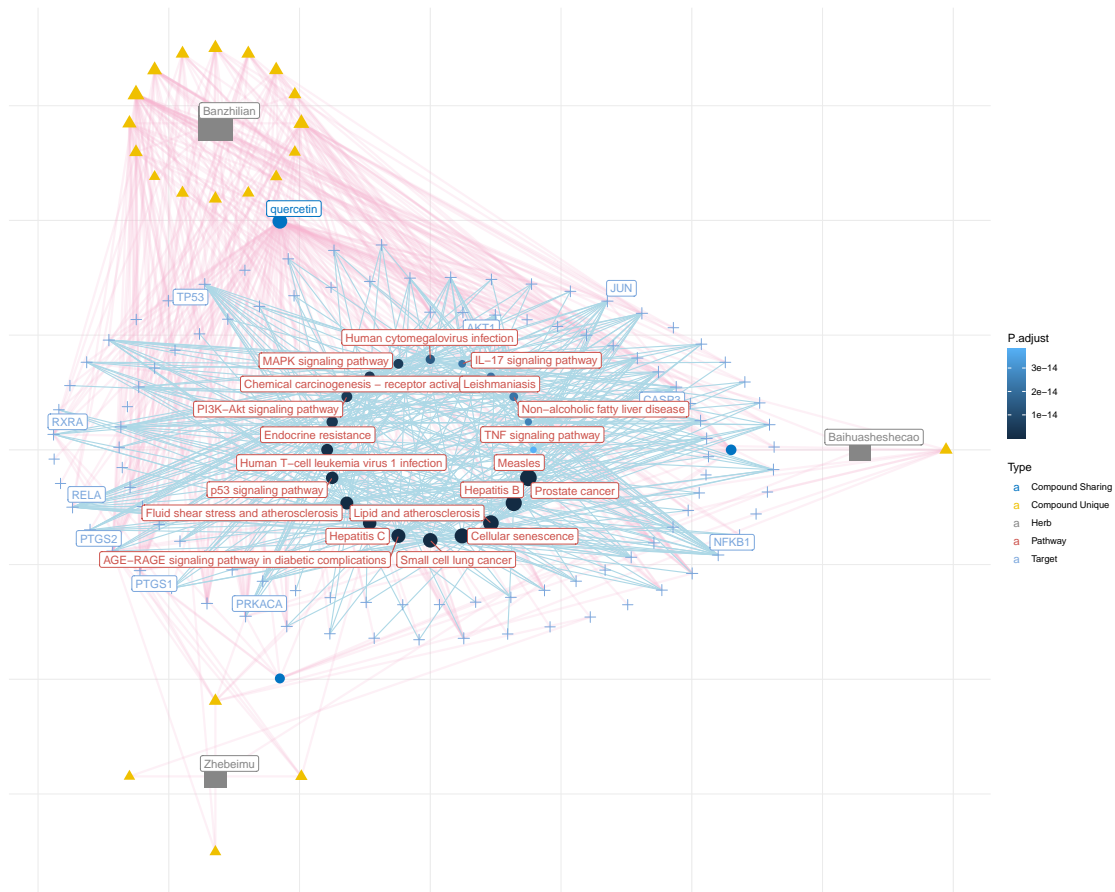 Banzhilian
quercetin
TP53
JUN
AKT1
Human cytomegalovirus infection
MAPK signaling pathway
IL−17 signaling pathway
Chemical carcinogenesis − receptor activa
Leishmaniasis
CASP3
PI3K−Akt signaling pathway
Non−alcoholic fatty liver disease
RXRA
Endocrine resistance
TNF signaling pathway
Baihuasheshecao
Human T−cell leukemia virus 1 infection
Measles
p53 signaling pathway
Hepatitis B
Prostate cancer
RELA
Fluid shear stress and atherosclerosis
Lipid and atherosclerosis
PTGS2
Hepatitis C
Cellular senescence
NFKB1
AGE−RAGE signaling pathway in diabetic complications
Small cell lung cancer
PTGS1
PRKACA
Zhebeimu
P.adjust
3e−14
2e−14
1e−14
Type
a Compound Sharing
a Compound Unique
a Herb
a Pathway
a Target